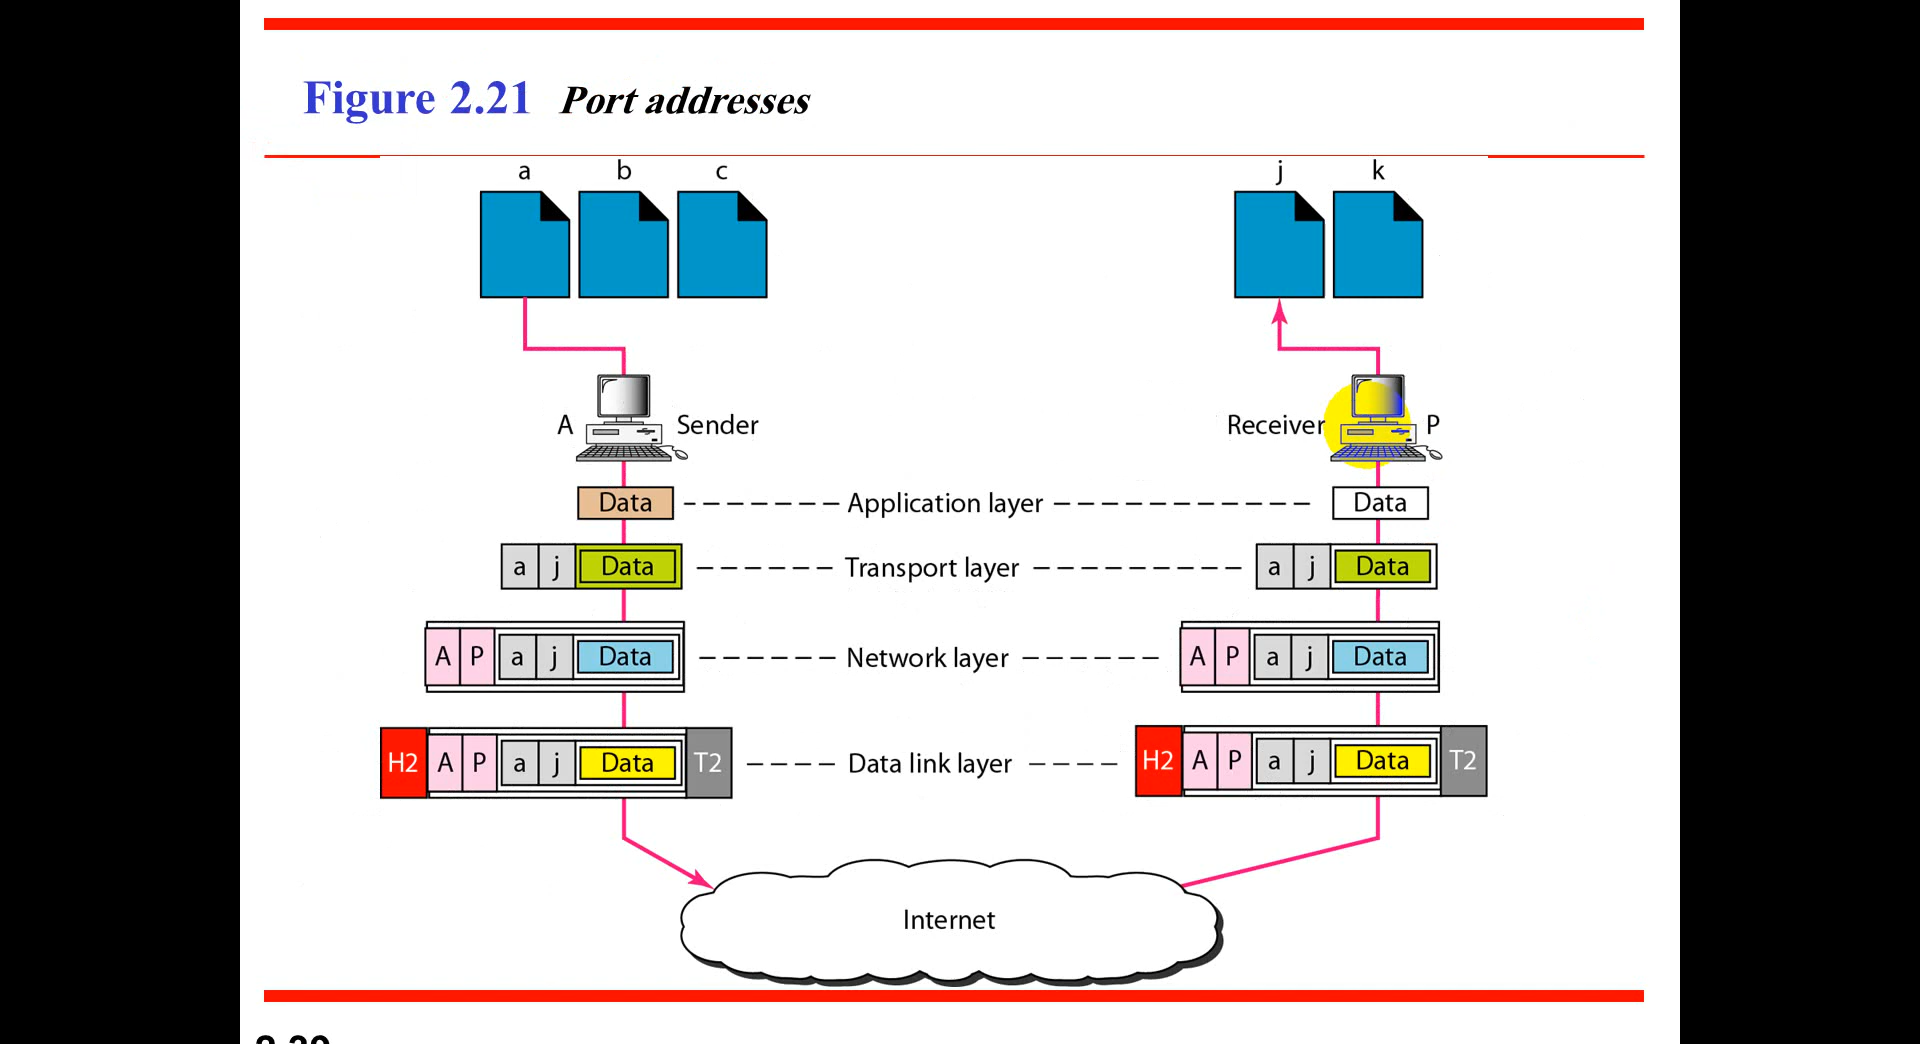 Figure 2.21 Port addresses
a b c j k
A Sender Receiver P
Data Application layer Data
a j Data Transport layer a j Data
A P a j Data Network layer A P a j Data
H2 A P a j Data T2 Data link layer H2 A P a j Data T2
Internet